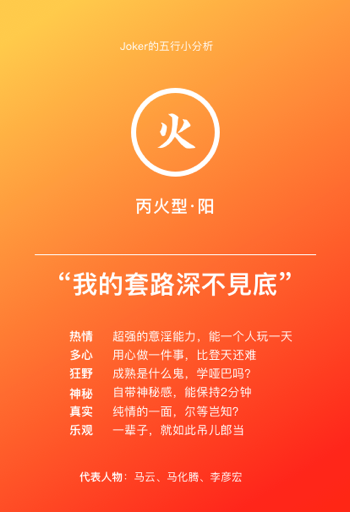 Joker的五行小分析
火
丙火型·阳
“我的套路深不見底”
热情 超强的意淫能力，能一个人玩一天
多心 用心做一件事，比登天还难
狂野 成熟是什么鬼，学哑巴吗?
神秘 自带神秘感，能保持2分钟
真实 纯情的一面，尔等岂知?
乐观 一辈子，就如此吊儿郎当
代表人物：马云、马化腾、李彦宏